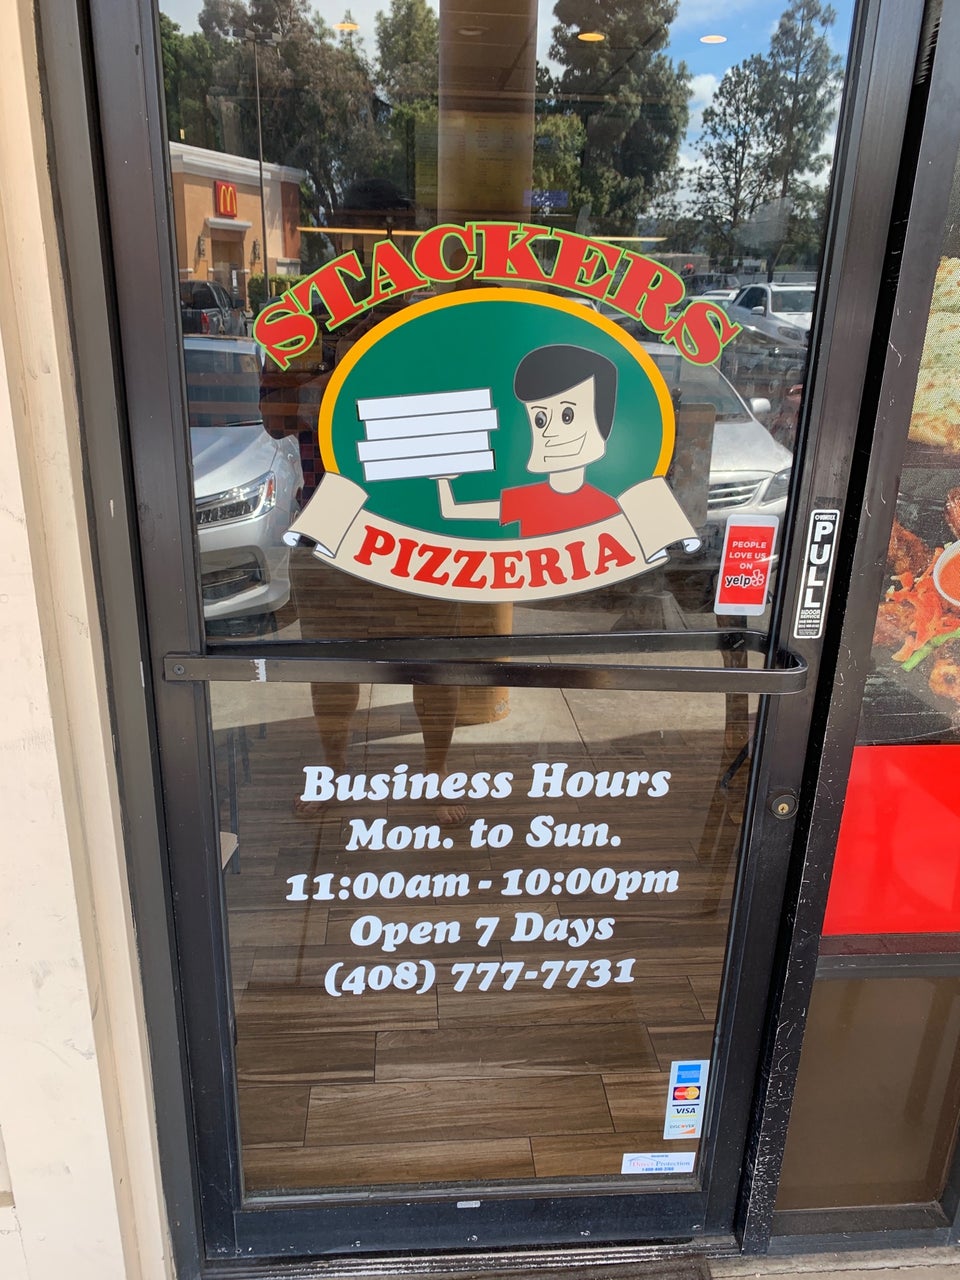 STACKERS
PIZZERIA
PEOPLE
LOVE US
ON
yelp
PULL
Business Hours
Mon. to Sun.
11:00am - 10:00pm
Open 7 Days
(408) 777-7731
MasterCard
VISA
DISCOVER